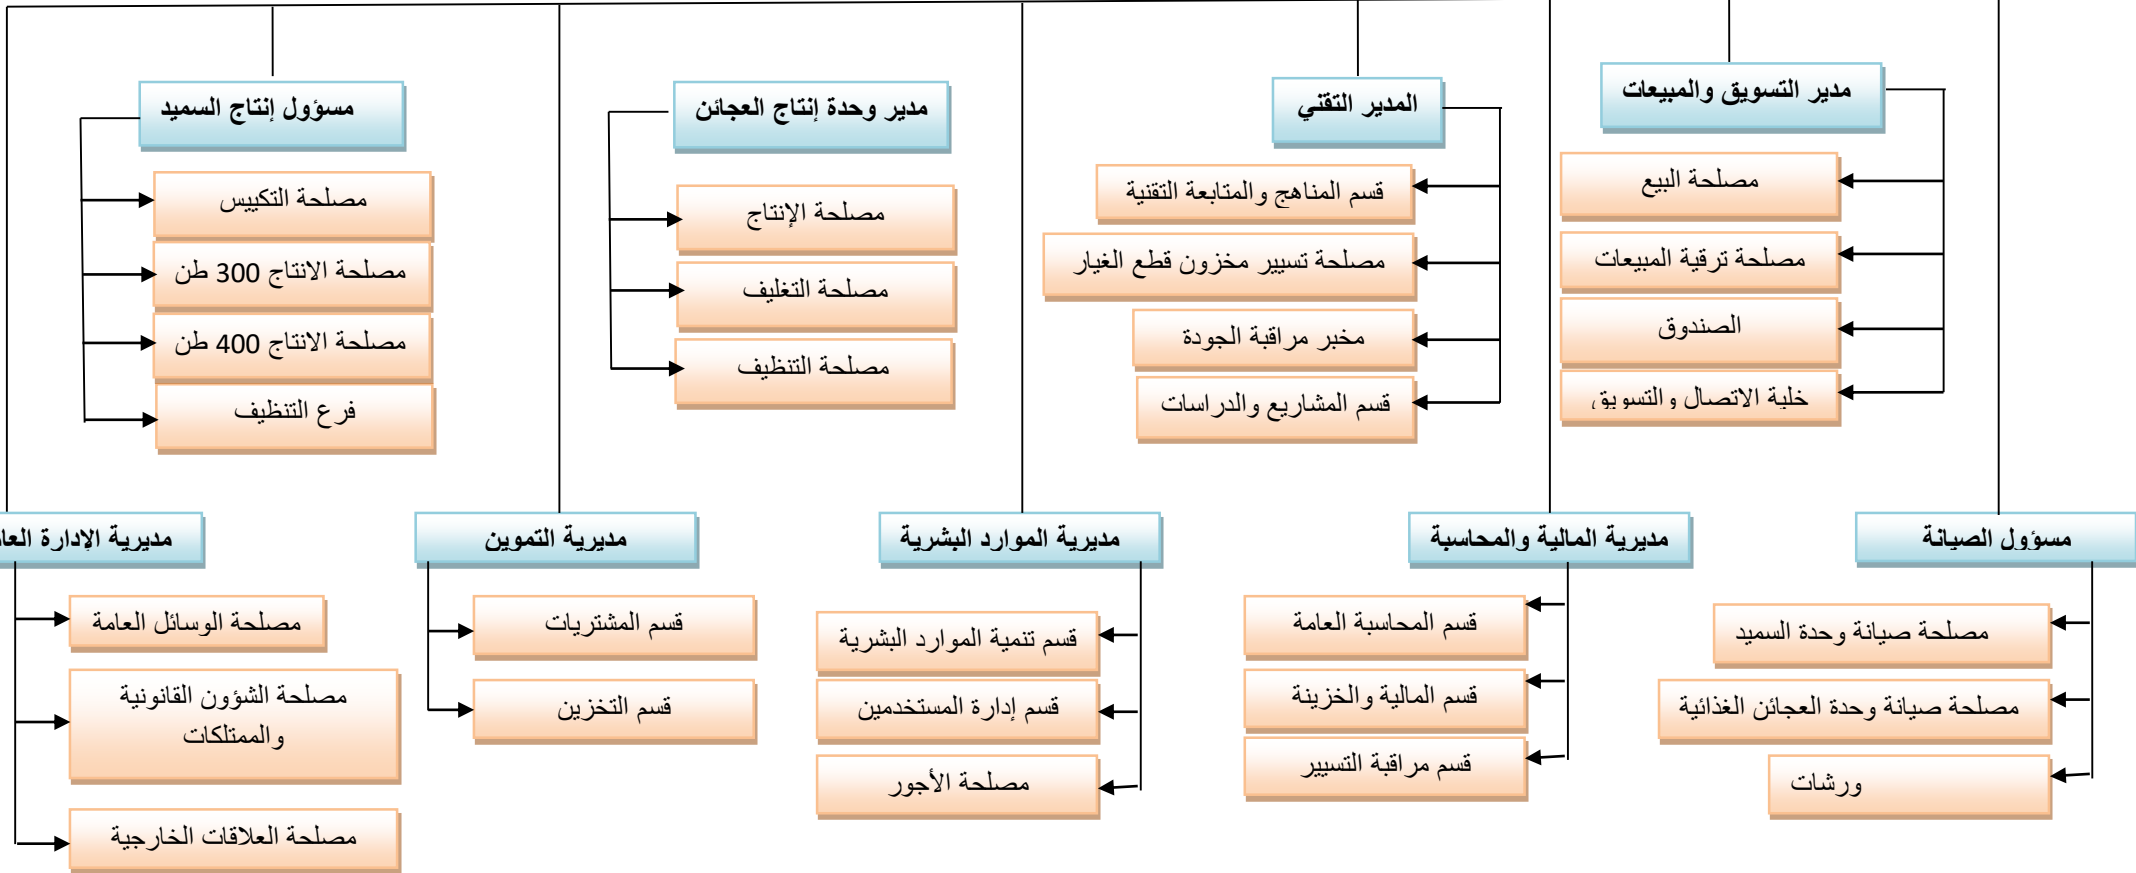 مدير التسويق والمبيعات
مصلحة البيع
مصلحة ترقية المبيعات
الصندوق
خلية الاتصال والتسويق
المدير التقني
قسم المناهج والمتابعة التقنية
مصلحة تسيير مخزون قطع الغيار
مخبر مراقبة الجودة
قسم المشاريع والدراسات
مدير وحدة إنتاج العجائن
مصلحة الإنتاج
مصلحة التغليف
مصلحة التنظيف
مسؤول إنتاج السميد
مصلحة التكييس
مصلحة الانتاج 300 طن
مصلحة الانتاج 400 طن
فرع التنظيف
مسؤول الصيانة
مصلحة صيانة وحدة السميد
مصلحة صيانة وحدة العجائن الغذائية
ورشات
مديرية المالية والمحاسبة
قسم المحاسبة العامة
قسم المالية والخزينة
قسم مراقبة التسيير
مديرية الموارد البشرية
قسم تنمية الموارد البشرية
قسم إدارة المستخدمين
مصلحة الأجور
مديرية التموين
قسم المشتريات
قسم التخزين
مديرية الإدارة
مصلحة الوسائل العامة
مصلحة الشؤون القانونية
والممتلكات
مصلحة العلاقات الخارجية